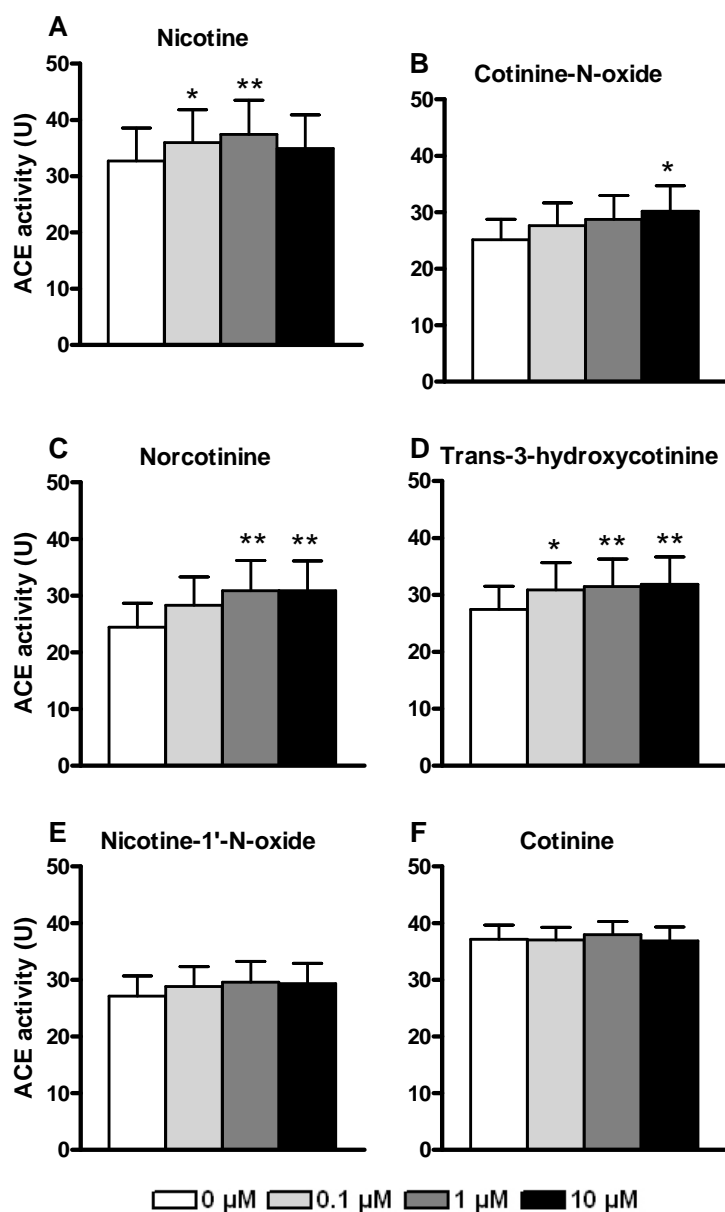 A
Nicotine
ACE activity (U)
50
40
30
20
10
0
* **
B
Cotinine-N-oxide
50
40
30
20
10
0
*
C
Norcotinine
ACE activity (U)
50
40
30
20
10
0
** **
D
Trans-3-hydroxycotinine
50
40
30
20
10
0
* ** **
E
Nicotine-1'-N-oxide
ACE activity (U)
50
40
30
20
10
0
F
Cotinine
50
40
30
20
10
0
0 µM 0.1 µM 1 µM 10 µM